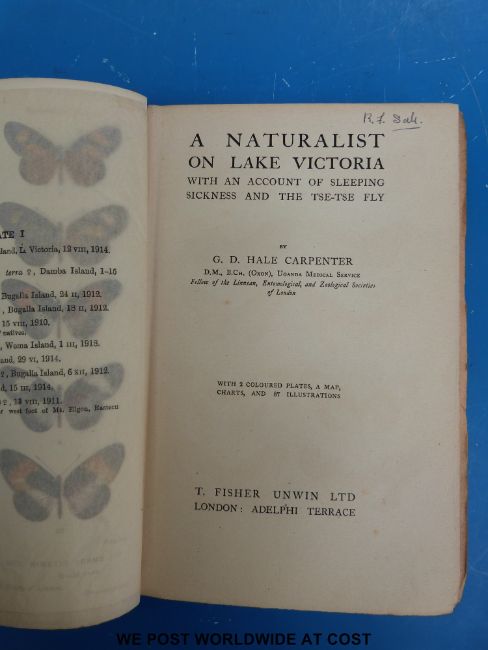 ATE I
land, L. Victoria, 12 VIII, 1914.
terra ♀, Damba Island, 1-16
Bugalla Island, 24 II, 1912.
, Bugalla Island, 18 II, 1912.
15 VIII, 1910.
natives.
, Wema Island, 1 III, 1913.
and, 29 VI, 1914.
♀, Bugalla Island, 6 XII, 1912.
d, 15 III, 1914.
♀, 13 VIII, 1911.
r west foot of Mt. Elgon, Eastern
A NATURALIST
ON LAKE VICTORIA
WITH AN ACCOUNT OF SLEEPING
SICKNESS AND THE TSE-TSE FLY
BY
G. D. HALE CARPENTER
D.M., B.CH. (OXON), UGANDA MEDICAL SERVICE
Fellow of the Linnean, Entomological, and Zoological Societies
of London
WITH 2 COLOURED PLATES, A MAP,
CHARTS, AND 87 ILLUSTRATIONS
T. FISHER UNWIN LTD
LONDON: ADELPHI TERRACE
WE POST WORLDWIDE AT COST